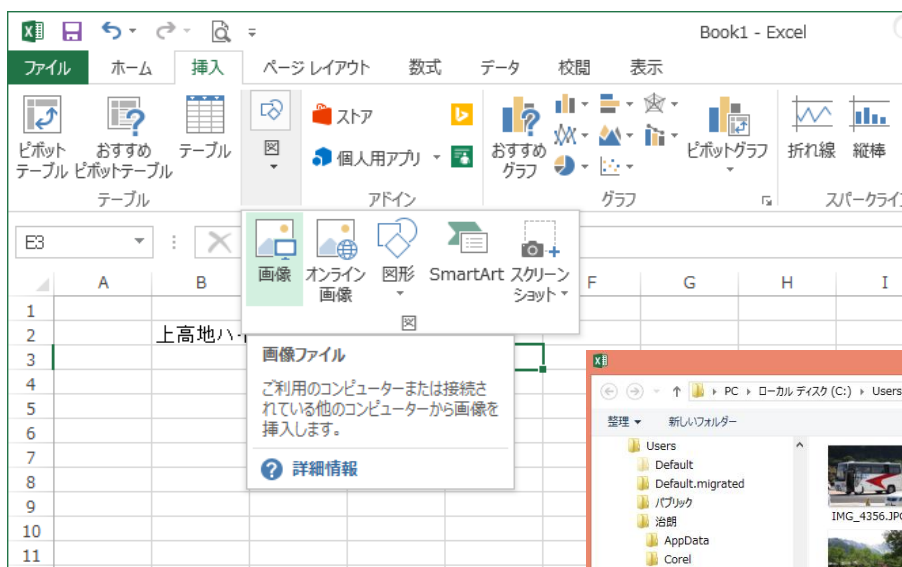 Book1 - Excel
ファイル ホーム 挿入 ページ レイアウト 数式 データ 校閲 表示
ピボット
テーブル
おすすめ
ピボットテーブル
テーブル
テーブル
図
ストア
個人用アプリ
アドイン
おすすめ
グラフ
ピボットグラフ
グラフ
折れ線 縦棒
スパークライ
画像
オンライン
画像
図形
SmartArt
スクリーン
ショット
図
E3
A B F G H I
1
2 上高地ハ
3
4
5
6
7
8
9
10
11
画像ファイル
ご利用のコンピューターまたは接続さ
れている他のコンピューターから画像を
挿入します。
詳細情報
PC ローカル ディスク (C:) Users
整理 新しいフォルダー
Users
Default
Default.migrated
パブリック
治朗
AppData
Corel
IMG_4356.JPG